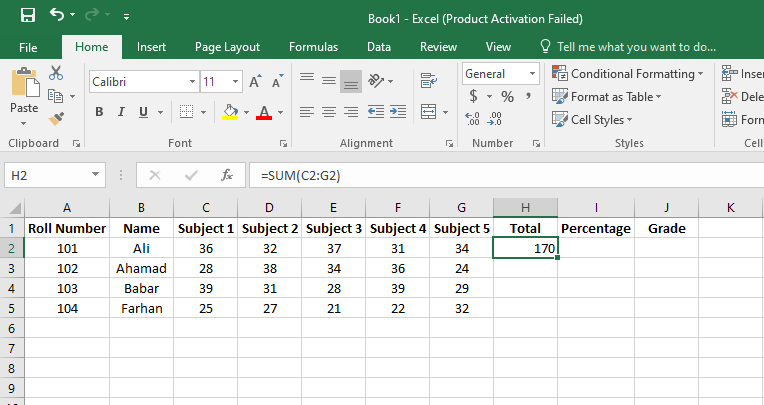 Book1 - Excel (Product Activation Failed)
File Home Insert Page Layout Formulas Data Review View Tell me what you want to do...
Calibri 11 A A General Conditional Formatting Inser
Paste B I U A $ % , Format as Table Dele
.0 .00 .00 .0 Cell Styles Forn
Clipboard Font Alignment Number Styles Cell
H2 fx =SUM(C2:G2)
A B C D E F G H I J K
1 Roll Number Name Subject 1 Subject 2 Subject 3 Subject 4 Subject 5 Total Percentage Grade
2 101 Ali 36 32 37 31 34 170
3 102 Ahamad 28 38 34 36 24
4 103 Babar 39 31 28 39 29
5 104 Farhan 25 27 21 22 32
6
7
8
9